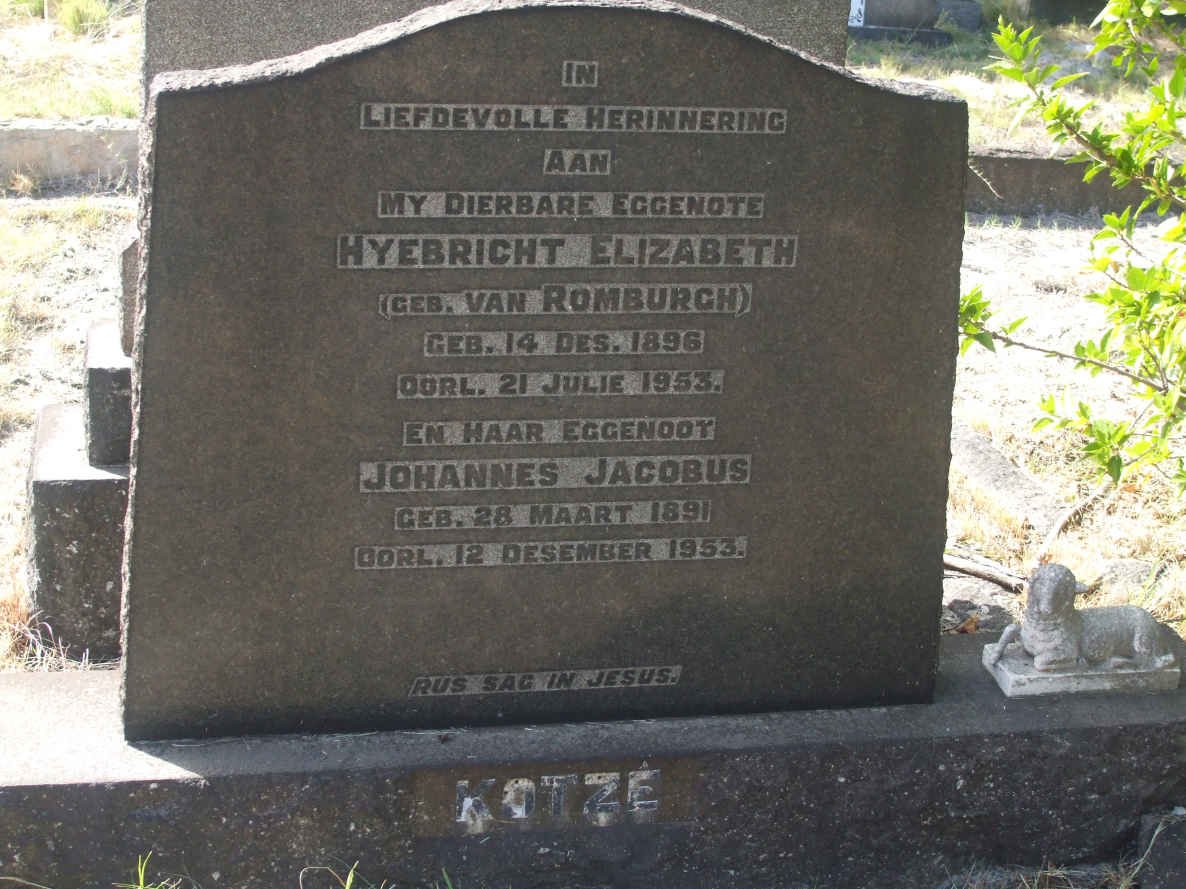 IN
LIEFDEVOLLE HERINNERING
AAN
MY DIERBARE EGGENOTE
HYEBRICHT ELIZABETH
(GEB. VAN ROMBURGH)
GEB. 14 DES. 1896
OORL. 21 JULIE 1953.
EN HAAR EGGENOOT
JOHANNES JACOBUS
GEB. 28 MAART 1891
OORL. 12 DESEMBER 1953.
RUS SAG IN JESUS.
KOTZÉ